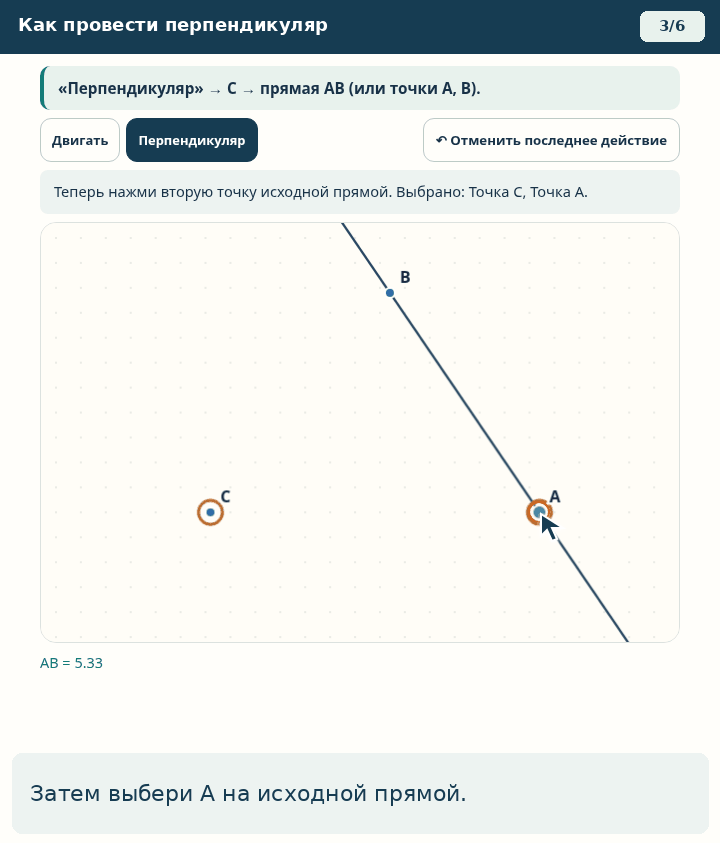 Как провести перпендикуляр
3/6
«Перпендикуляр» → C → прямая AB (или точки A, B).
Двигать
Перпендикуляр
↶ Отменить последнее действие
Теперь нажми вторую точку исходной прямой. Выбрано: Точка C, Точка A.
B
C
A
AB = 5.33
Затем выбери A на исходной прямой.